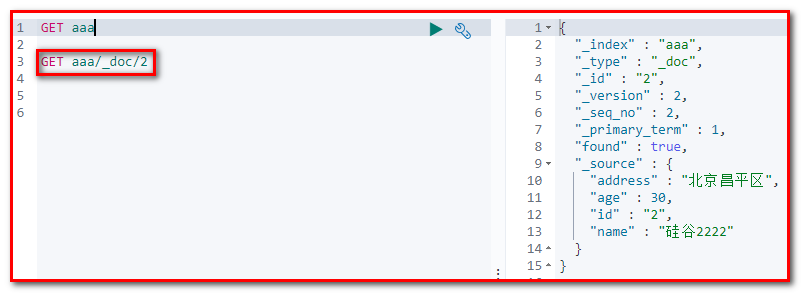 1 GET aaa
2
3 GET aaa/_doc/2
4
5
6
1 {
2 "_index" : "aaa",
3 "_type" : "_doc",
4 "_id" : "2",
5 "_version" : 2,
6 "_seq_no" : 2,
7 "_primary_term" : 1,
8 "found" : true,
9 "_source" : {
10 "address" : "北京昌平区",
11 "age" : 30,
12 "id" : "2",
13 "name" : "硅谷2222"
14 }
15 }